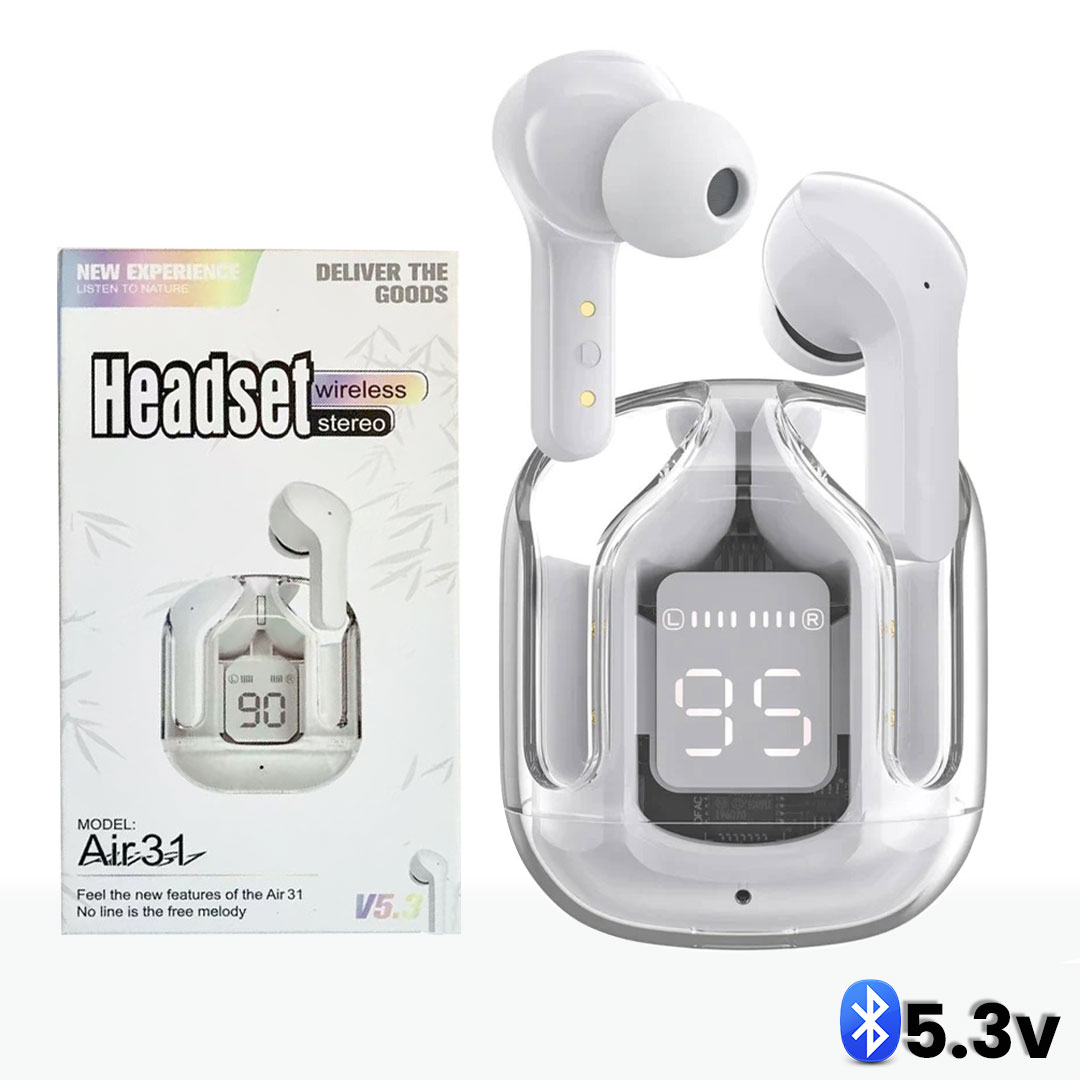 NEW EXPERIENCE
LISTEN TO NATURE
DELIVER THE
GOODS
Headset
wireless
stereo
L R
90
MODEL:
Air31
Feel the new features of the Air 31
No line is the free melody
V5.3
L R
95
5.3v